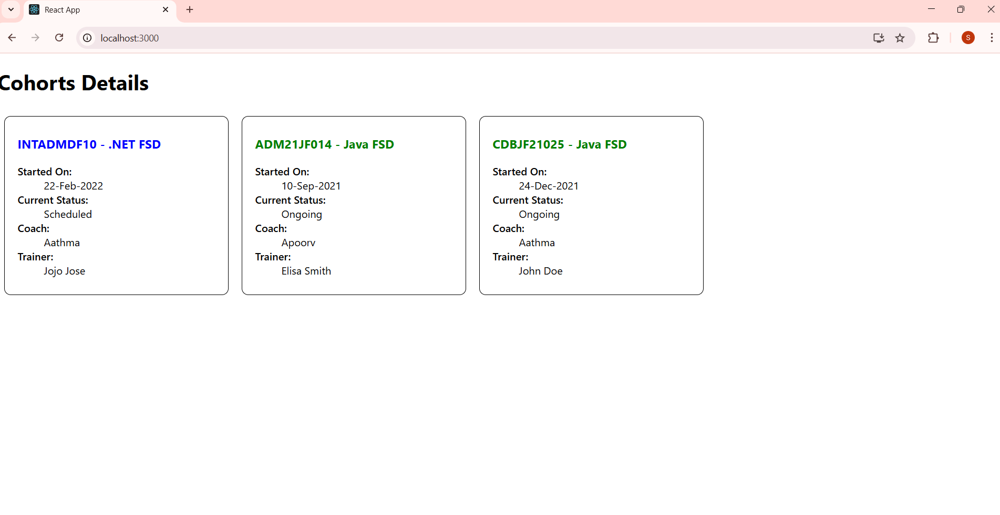 React App
localhost:3000
S
Cohorts Details
INTADMDF10 - .NET FSD
Started On:
22-Feb-2022
Current Status:
Scheduled
Coach:
Aathma
Trainer:
Jojo Jose
ADM21JF014 - Java FSD
Started On:
10-Sep-2021
Current Status:
Ongoing
Coach:
Apoorv
Trainer:
Elisa Smith
CDBJF21025 - Java FSD
Started On:
24-Dec-2021
Current Status:
Ongoing
Coach:
Aathma
Trainer:
John Doe